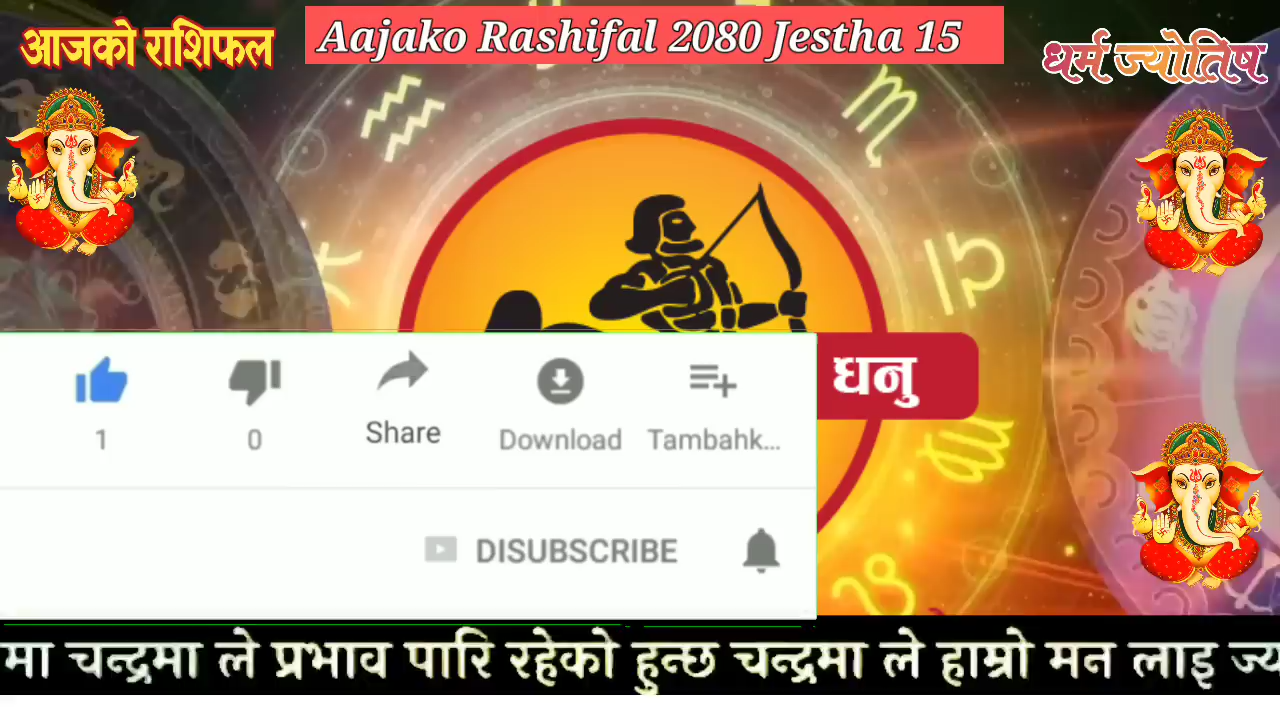 आजको राशिफल
Aajako Rashifal 2080 Jestha 15
धर्म ज्योतिष
धनु
1
0
Share
Download
Tambahk...
DISUBSCRIBE
मा चन्द्रमा ले प्रभाव पारि रहेको हुन्छ चन्द्रमा ले हाम्रो मन लाइ